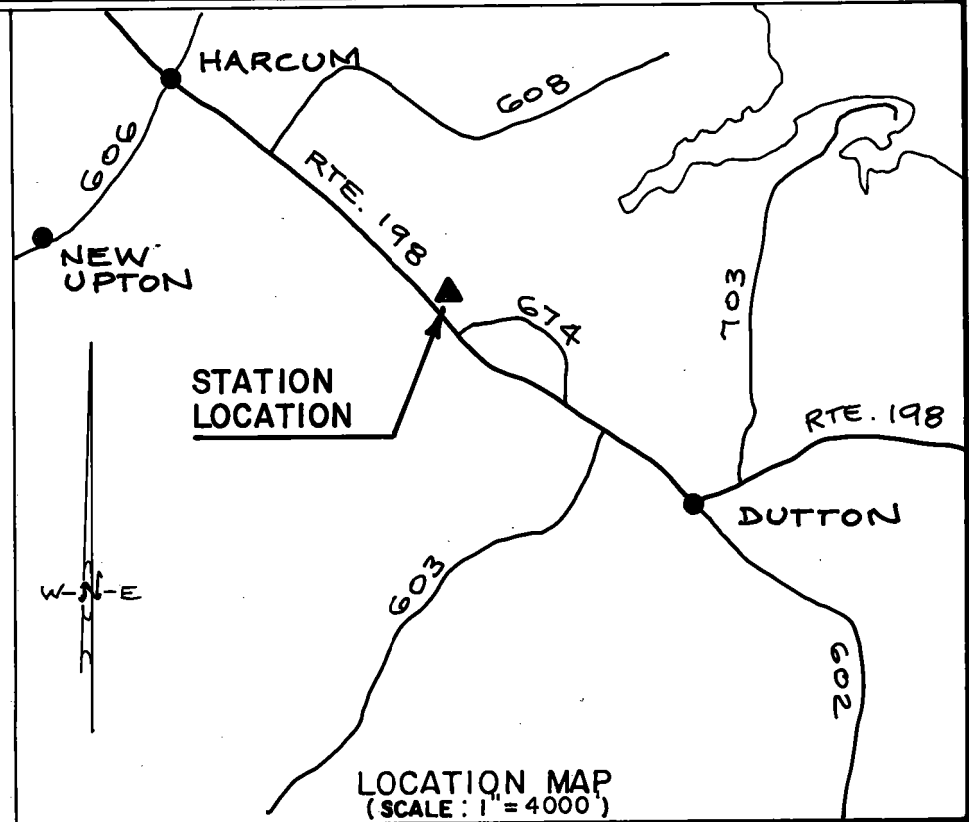 HARCUM
608
606
RTE. 198
NEW
UPTON
674
703
STATION
LOCATION
RTE. 198
DUTTON
W-N-E
603
602
LOCATION MAP
(SCALE: 1" = 4000')